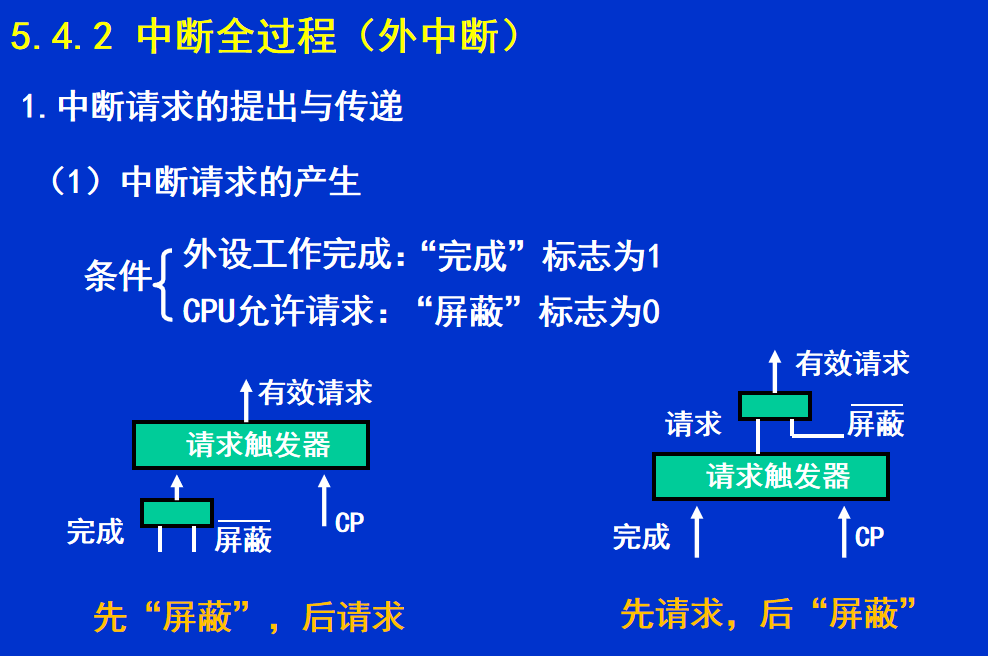 5.4.2 中断全过程（外中断）
1.中断请求的提出与传递
（1）中断请求的产生
条件
外设工作完成：“完成”标志为1
CPU允许请求：“屏蔽”标志为0
有效请求
请求触发器
完成
屏蔽
CP
先“屏蔽”，后请求
有效请求
请求
屏蔽
请求触发器
完成
CP
先请求，后“屏蔽”